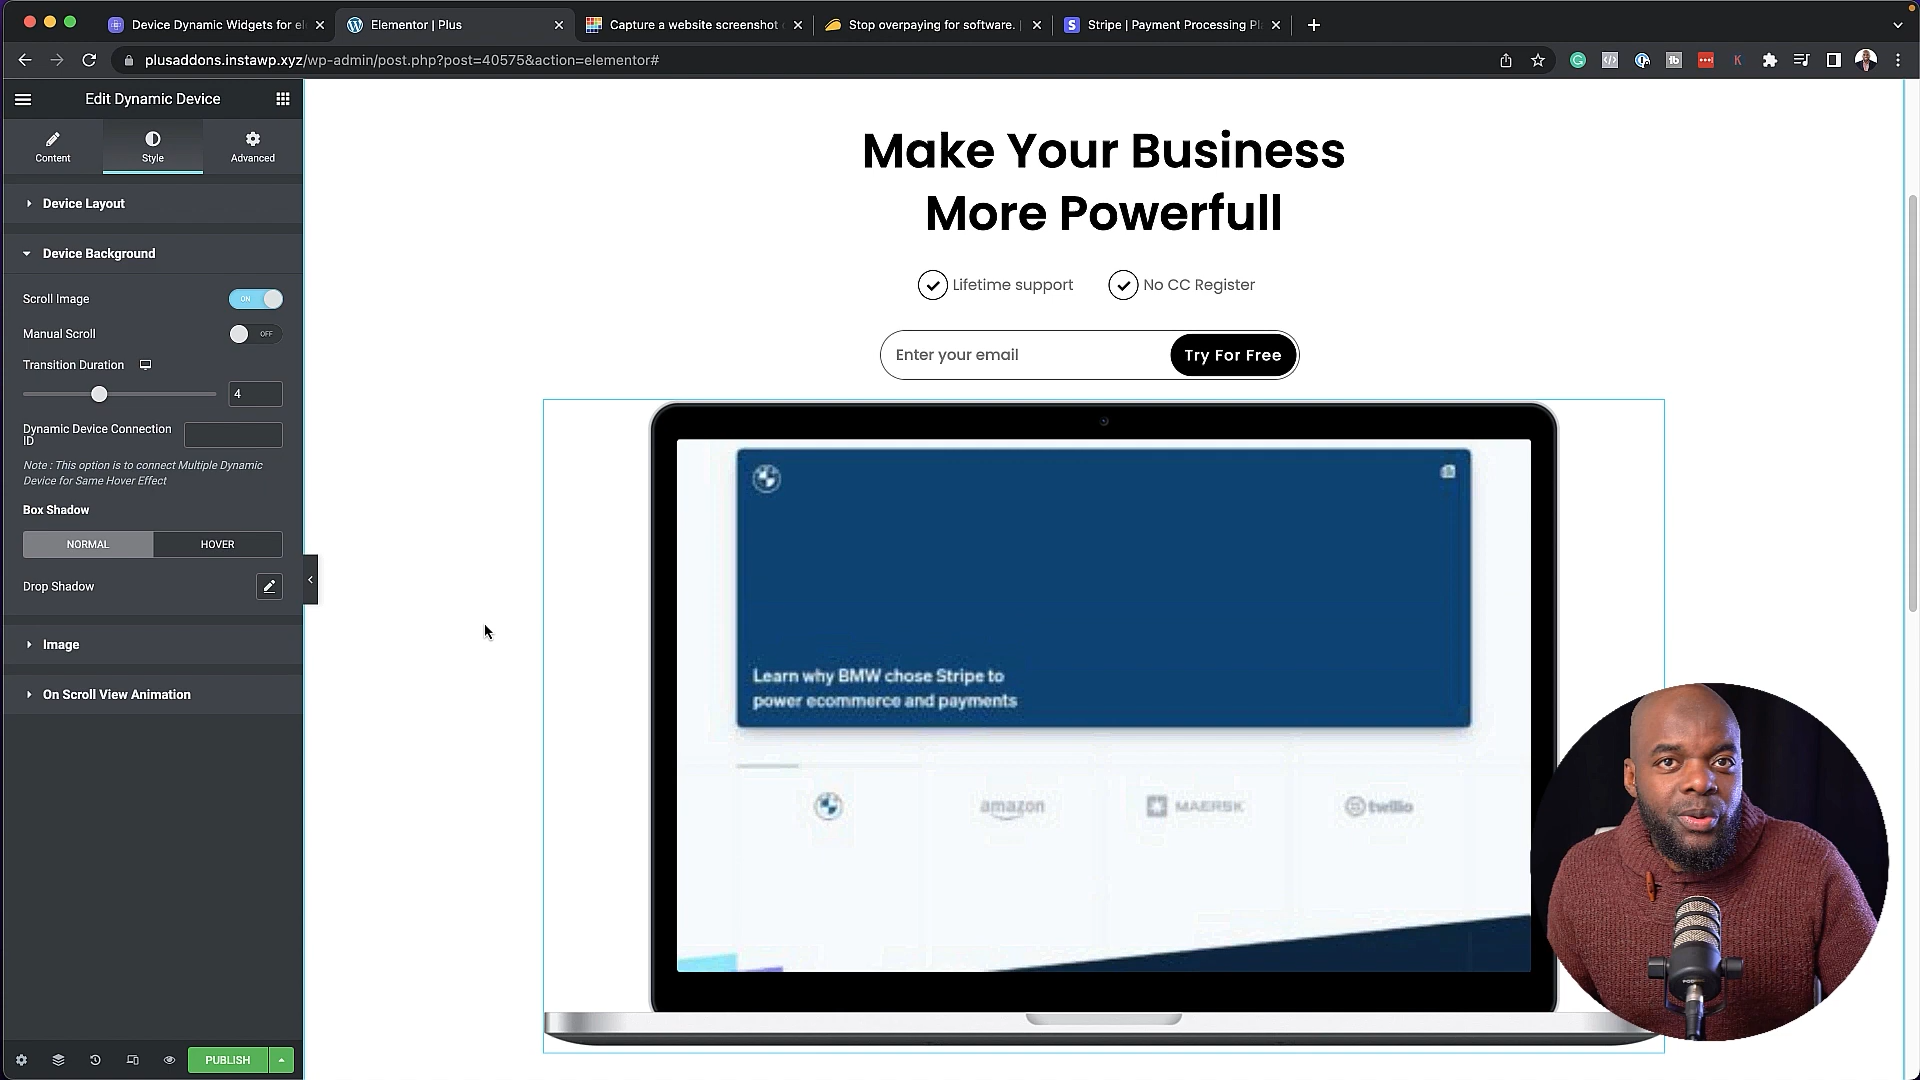 Device Dynamic Widgets for el
Elementor | Plus
Capture a website screenshot
Stop overpaying for software. |
Stripe | Payment Processing Pl
plusaddons.instawp.xyz/wp-admin/post.php?post=40575&action=elementor#
Edit Dynamic Device
Content
Style
Advanced
Device Layout
Device Background
Scroll Image
ON
Manual Scroll
OFF
Transition Duration
4
Dynamic Device Connection
ID
Note : This option is to connect Multiple Dynamic
Device for Same Hover Effect
Box Shadow
NORMAL
HOVER
Drop Shadow
Image
On Scroll View Animation
PUBLISH
Make Your Business
More Powerfull
Lifetime support
No CC Register
Enter your email
Try For Free
Learn why BMW chose Stripe to
power ecommerce and payments
amazon
MAERSK
twilio